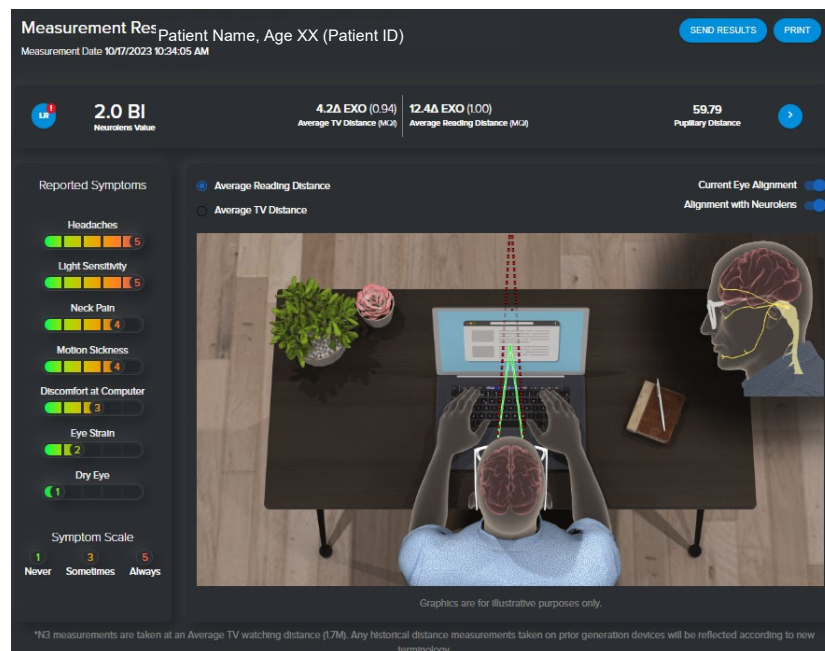 Measurement Res
Patient Name, Age XX (Patient ID)
Measurement Date 10/17/2023 10:34:05 AM
SEND RESULTS
PRINT
LR
!
2.0 BI
Neurolens Value
4.2Δ EXO (0.94)
Average TV Distance (MQI)
12.4Δ EXO (1.00)
Average Reading Distance (MQI)
59.79
Pupillary Distance
Reported Symptoms
Headaches
5
Light Sensitivity
5
Neck Pain
4
Motion Sickness
4
Discomfort at Computer
3
Eye Strain
2
Dry Eye
1
Symptom Scale
1 3 5
Never Sometimes Always
Average Reading Distance
Average TV Distance
Current Eye Alignment
Alignment with Neurolens
Graphics are for illustrative purposes only.
*N3 measurements are taken at an Average TV watching distance (1.7M). Any historical distance measurements taken on prior generation devices will be reflected according to new
terminology